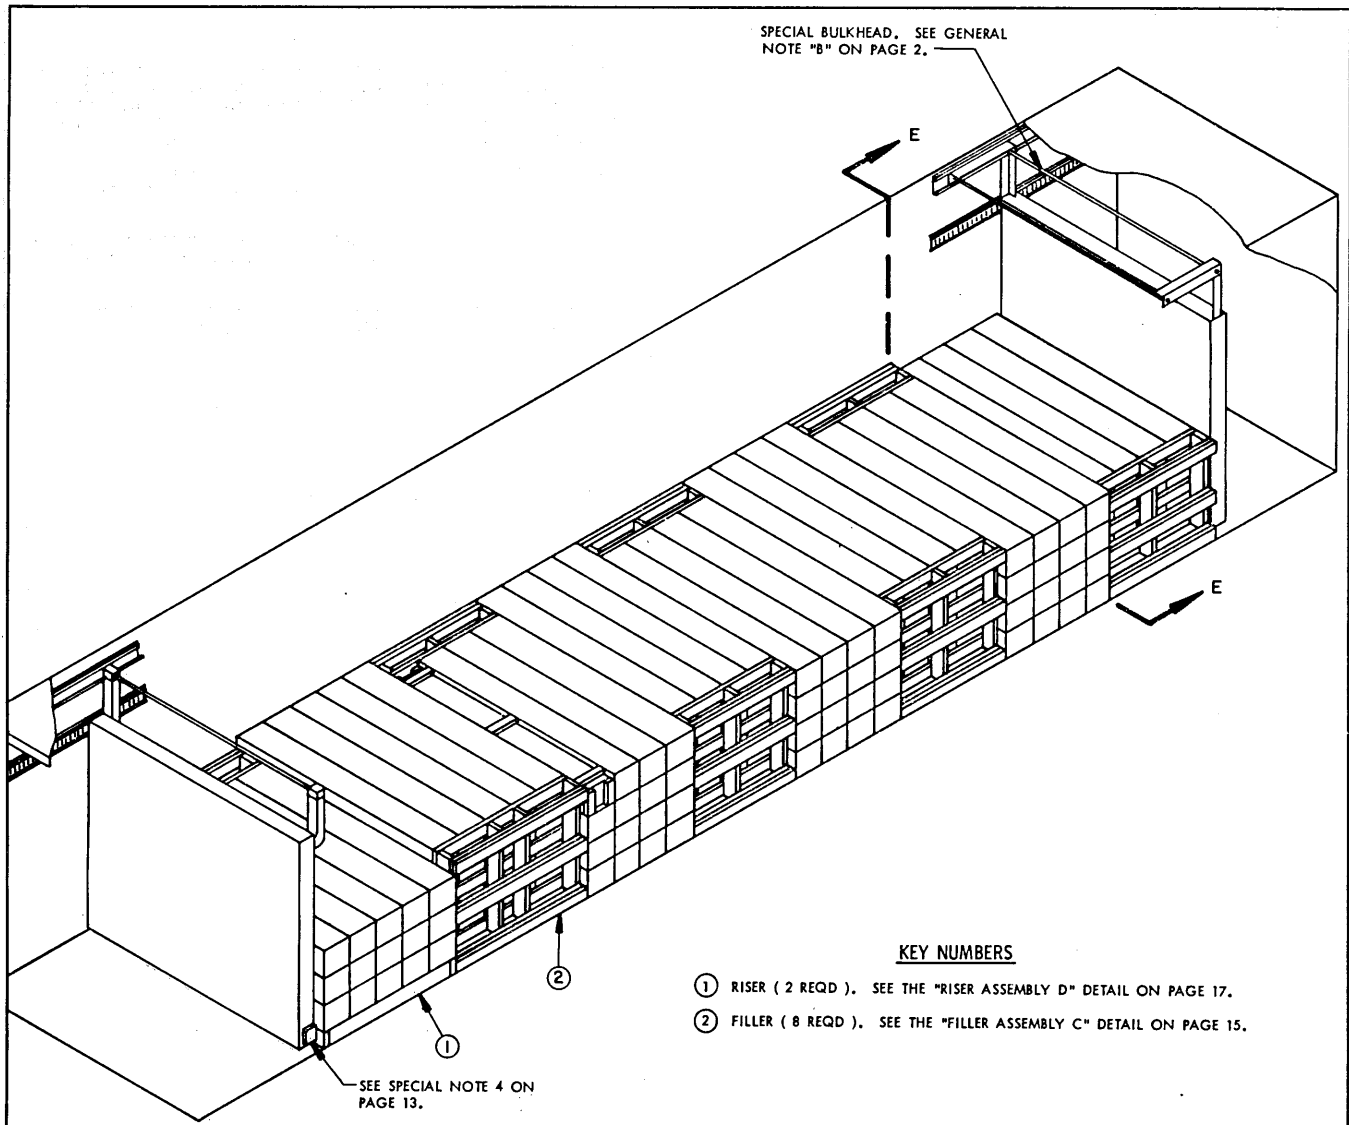 SPECIAL BULKHEAD. SEE GENERAL
NOTE "B" ON PAGE 2.
E
E
KEY NUMBERS
1 RISER ( 2 REQD ). SEE THE "RISER ASSEMBLY D" DETAIL ON PAGE 17.
2 FILLER ( 8 REQD ). SEE THE "FILLER ASSEMBLY C" DETAIL ON PAGE 15.
2
1
SEE SPECIAL NOTE 4 ON
PAGE 13.